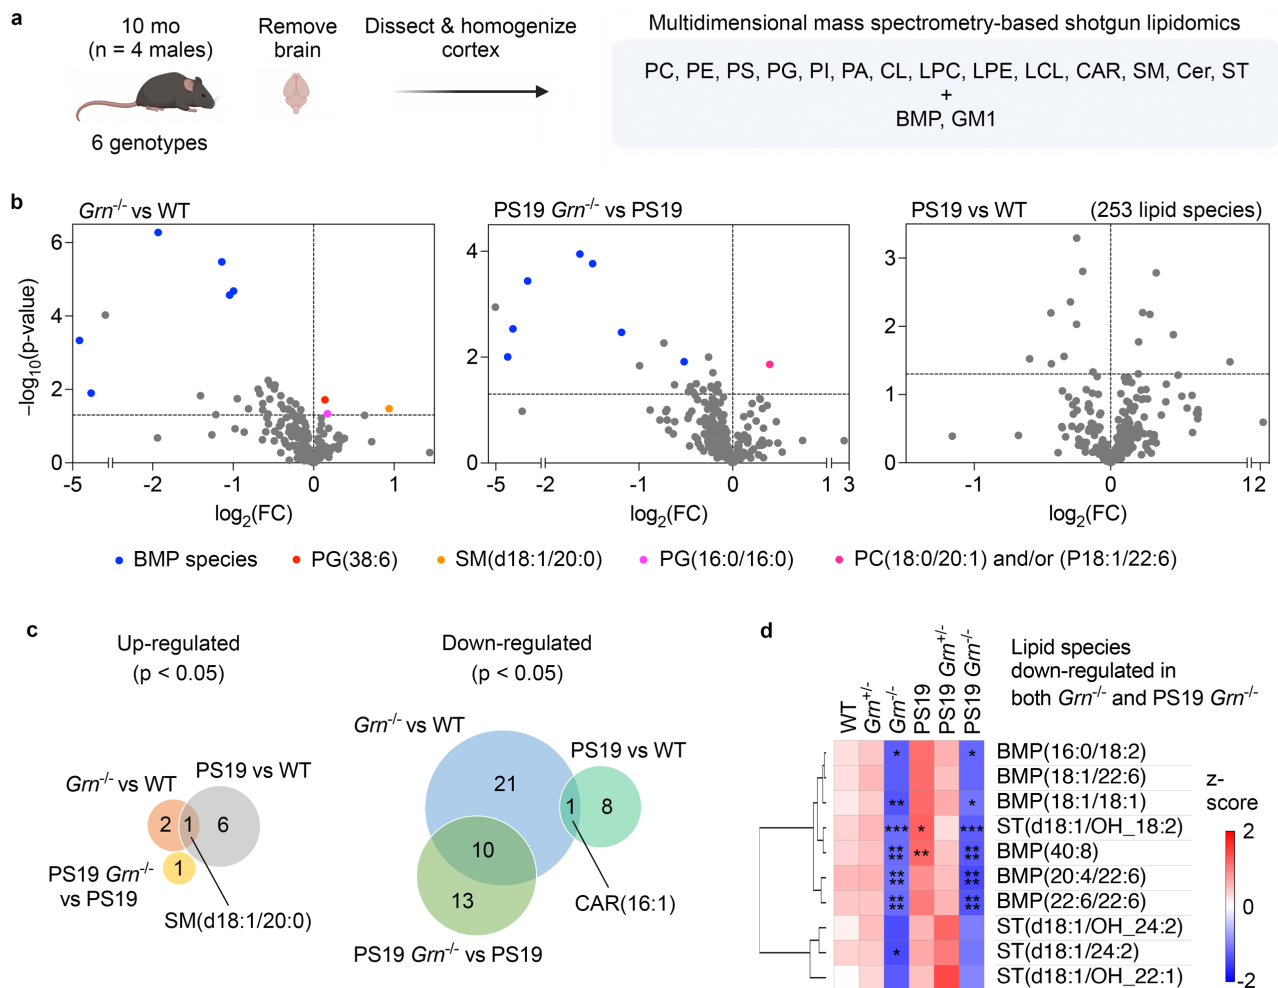 a
10 mo
(n = 4 males)
6 genotypes
Remove
brain
Dissect & homogenize
cortex
Multidimensional mass spectrometry-based shotgun lipidomics
PC, PE, PS, PG, PI, PA, CL, LPC, LPE, LCL, CAR, SM, Cer, ST
+
BMP, GM1
b
Grn-/- vs WT
–log10(p-value)
6
4
2
0
-5 -2 -1 0 1
log2(FC)
PS19 Grn-/- vs PS19
4
2
0
-5 -2 -1 0 1 3
log2(FC)
PS19 vs WT (253 lipid species)
3
2
1
0
-1 0 12
log2(FC)
BMP species
PG(38:6)
SM(d18:1/20:0)
PG(16:0/16:0)
PC(18:0/20:1) and/or (P18:1/22:6)
c
Up-regulated
(p < 0.05)
Grn-/- vs WT
PS19 vs WT
2 1 6
1
PS19 Grn-/-
vs PS19
SM(d18:1/20:0)
Down-regulated
(p < 0.05)
Grn-/- vs WT
PS19 vs WT
21
1 8
10
13
CAR(16:1)
PS19 Grn-/- vs PS19
d
WT
Grn+/-
Grn-/-
PS19
PS19 Grn+/-
PS19 Grn-/-
Lipid species
down-regulated in
both Grn-/- and PS19 Grn-/-
* * BMP(16:0/18:2)
BMP(18:1/22:6)
** * BMP(18:1/18:1)
*** * *** ST(d18:1/OH_18:2)
**** ** **** BMP(40:8)
**** **** BMP(20:4/22:6)
**** **** BMP(22:6/22:6)
ST(d18:1/OH_24:2)
* ST(d18:1/24:2)
ST(d18:1/OH_22:1)
z-
score
2
0
-2